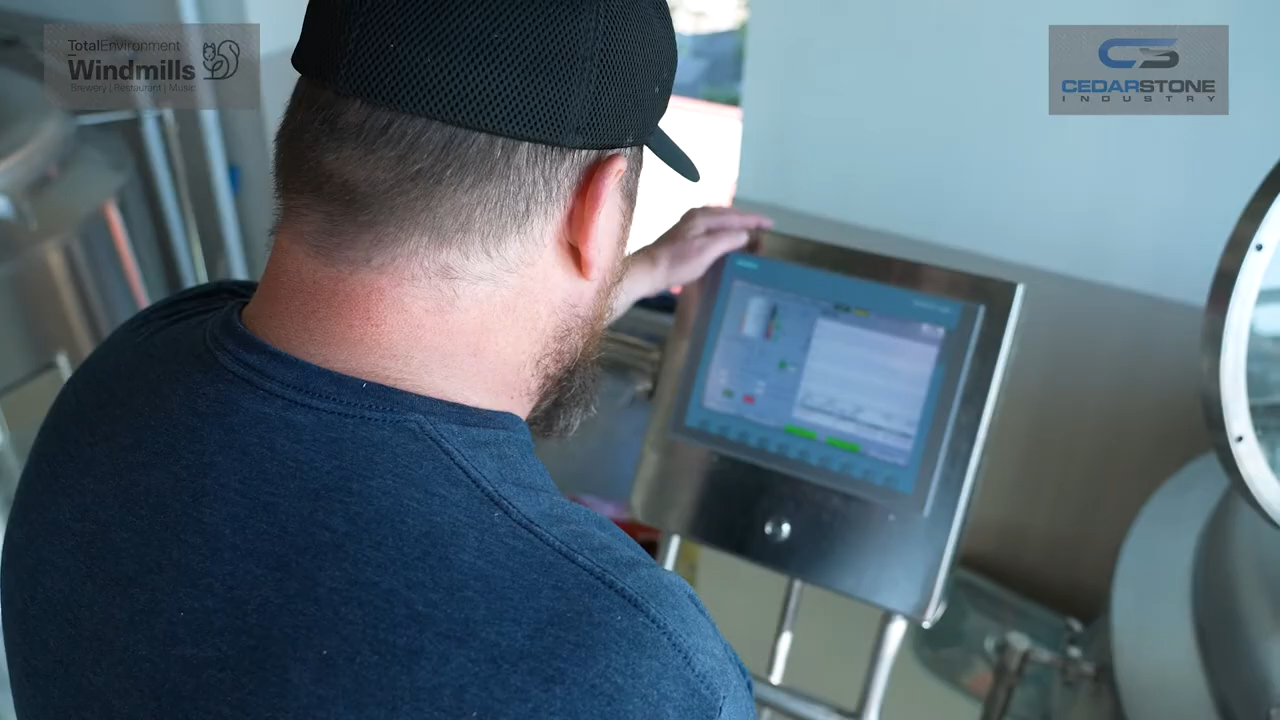 TotalEnvironment
Windmills
Brewery | Restaurant | Music
CEDARSTONE
INDUSTRY